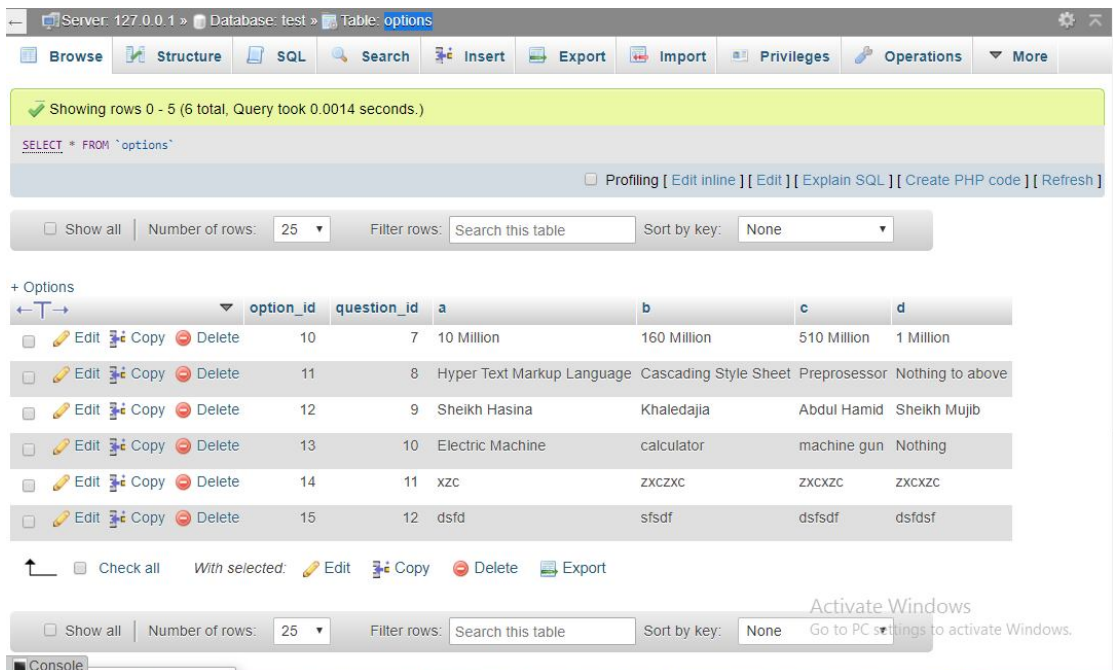 Server: 127.0.0.1 » Database: test » Table: options
Browse Structure SQL Search Insert Export Import Privileges Operations More
Showing rows 0 - 5 (6 total, Query took 0.0014 seconds.)
SELECT * FROM `options`
Profiling [ Edit inline ] [ Edit ] [ Explain SQL ] [ Create PHP code ] [ Refresh ]
Show all Number of rows: 25 Filter rows: Search this table Sort by key: None
+ Options
option_id question_id a b c d
Edit Copy Delete 10 7 10 Million 160 Million 510 Million 1 Million
Edit Copy Delete 11 8 Hyper Text Markup Language Cascading Style Sheet Preprosessor Nothing to above
Edit Copy Delete 12 9 Sheikh Hasina Khaledajia Abdul Hamid Sheikh Mujib
Edit Copy Delete 13 10 Electric Machine calculator machine gun Nothing
Edit Copy Delete 14 11 xzc zxczxc zxcxzc zxcxzc
Edit Copy Delete 15 12 dsfd sfsdf dsfsdf dsfdsf
Check all With selected: Edit Copy Delete Export
Activate Windows
Show all Number of rows: 25 Filter rows: Search this table Sort by key: None
Go to PC settings to activate Windows.
Console